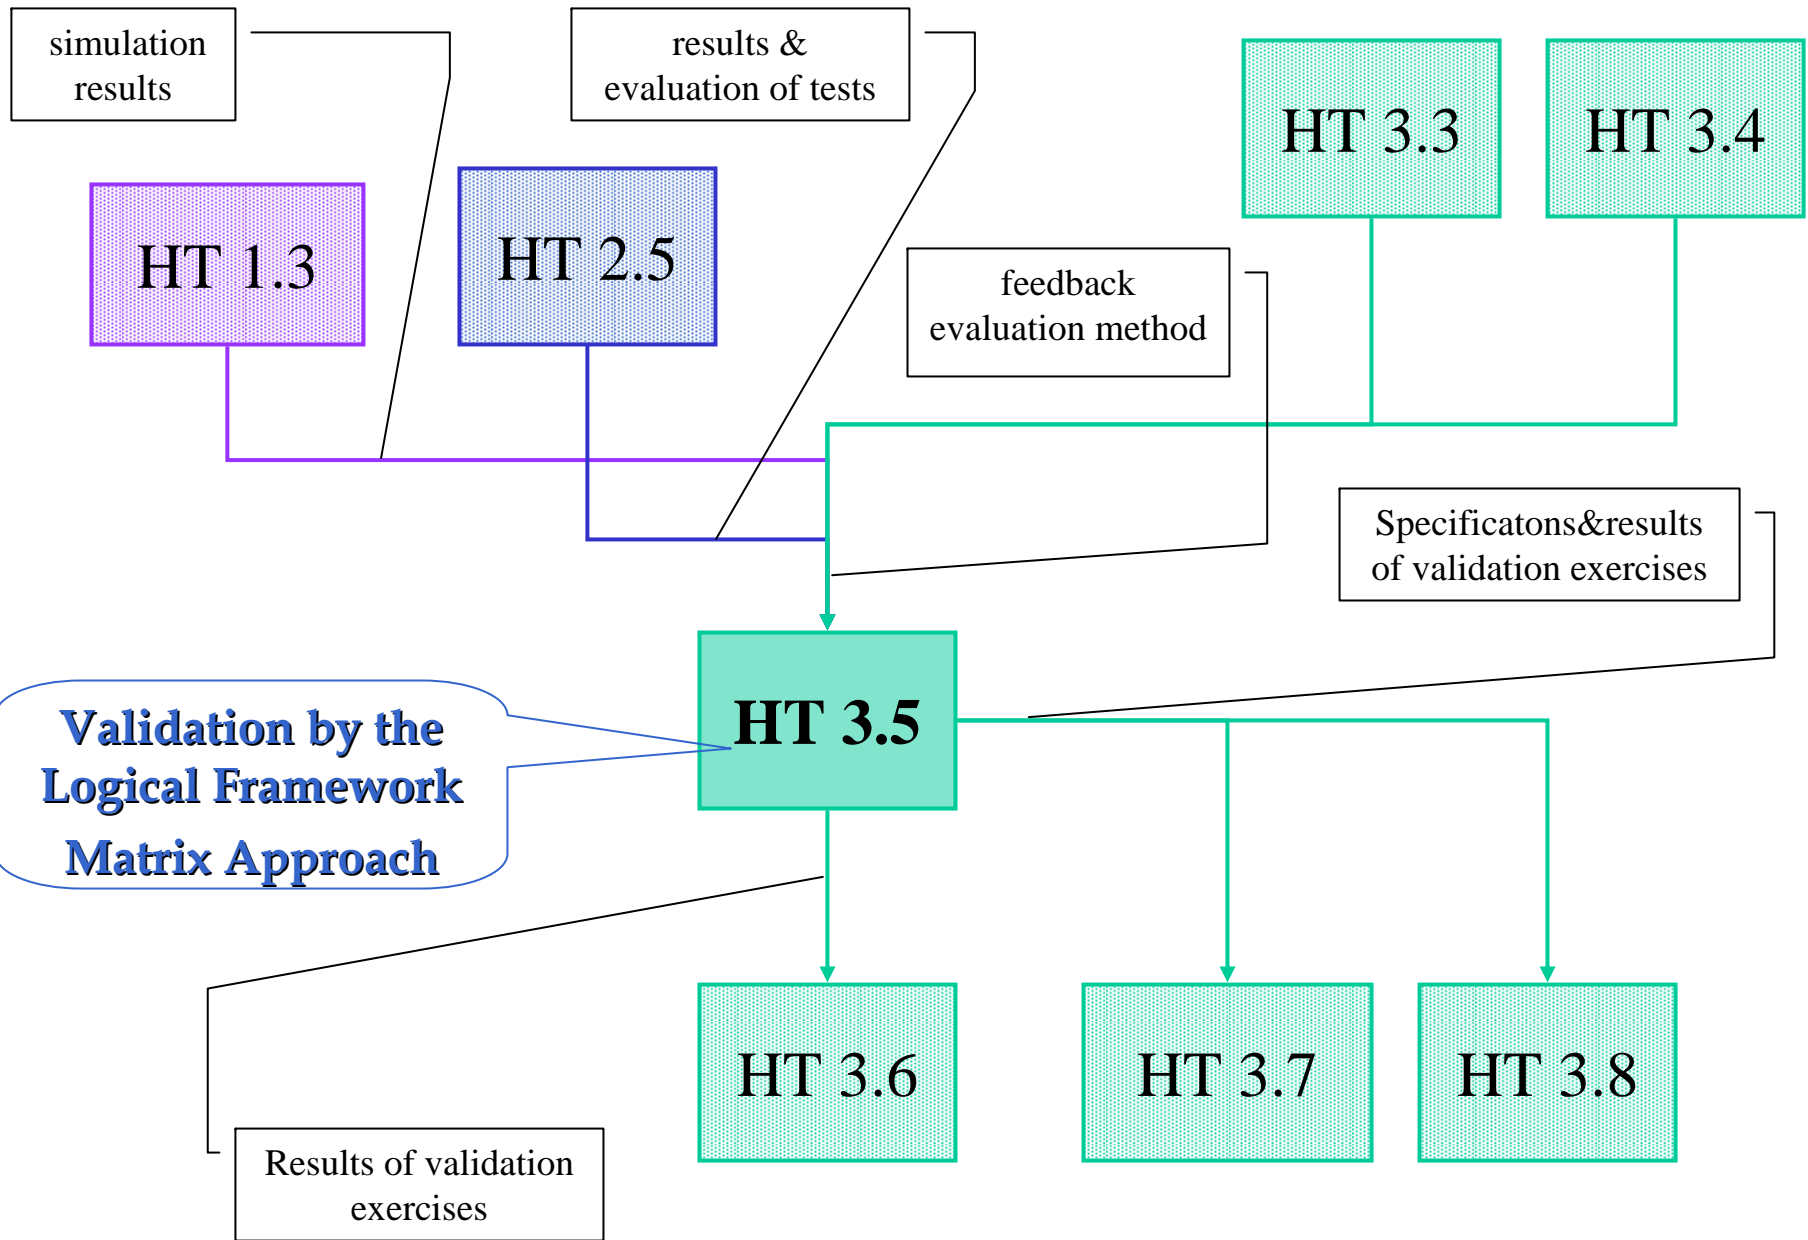 simulation
results
results &
evaluation of tests
HT 3.3
HT 3.4
HT 1.3
HT 2.5
feedback
evaluation method
Specificatons&results
of validation exercises
HT 3.5
Validation by the
Logical Framework
Matrix Approach
HT 3.6
HT 3.7
HT 3.8
Results of validation
exercises